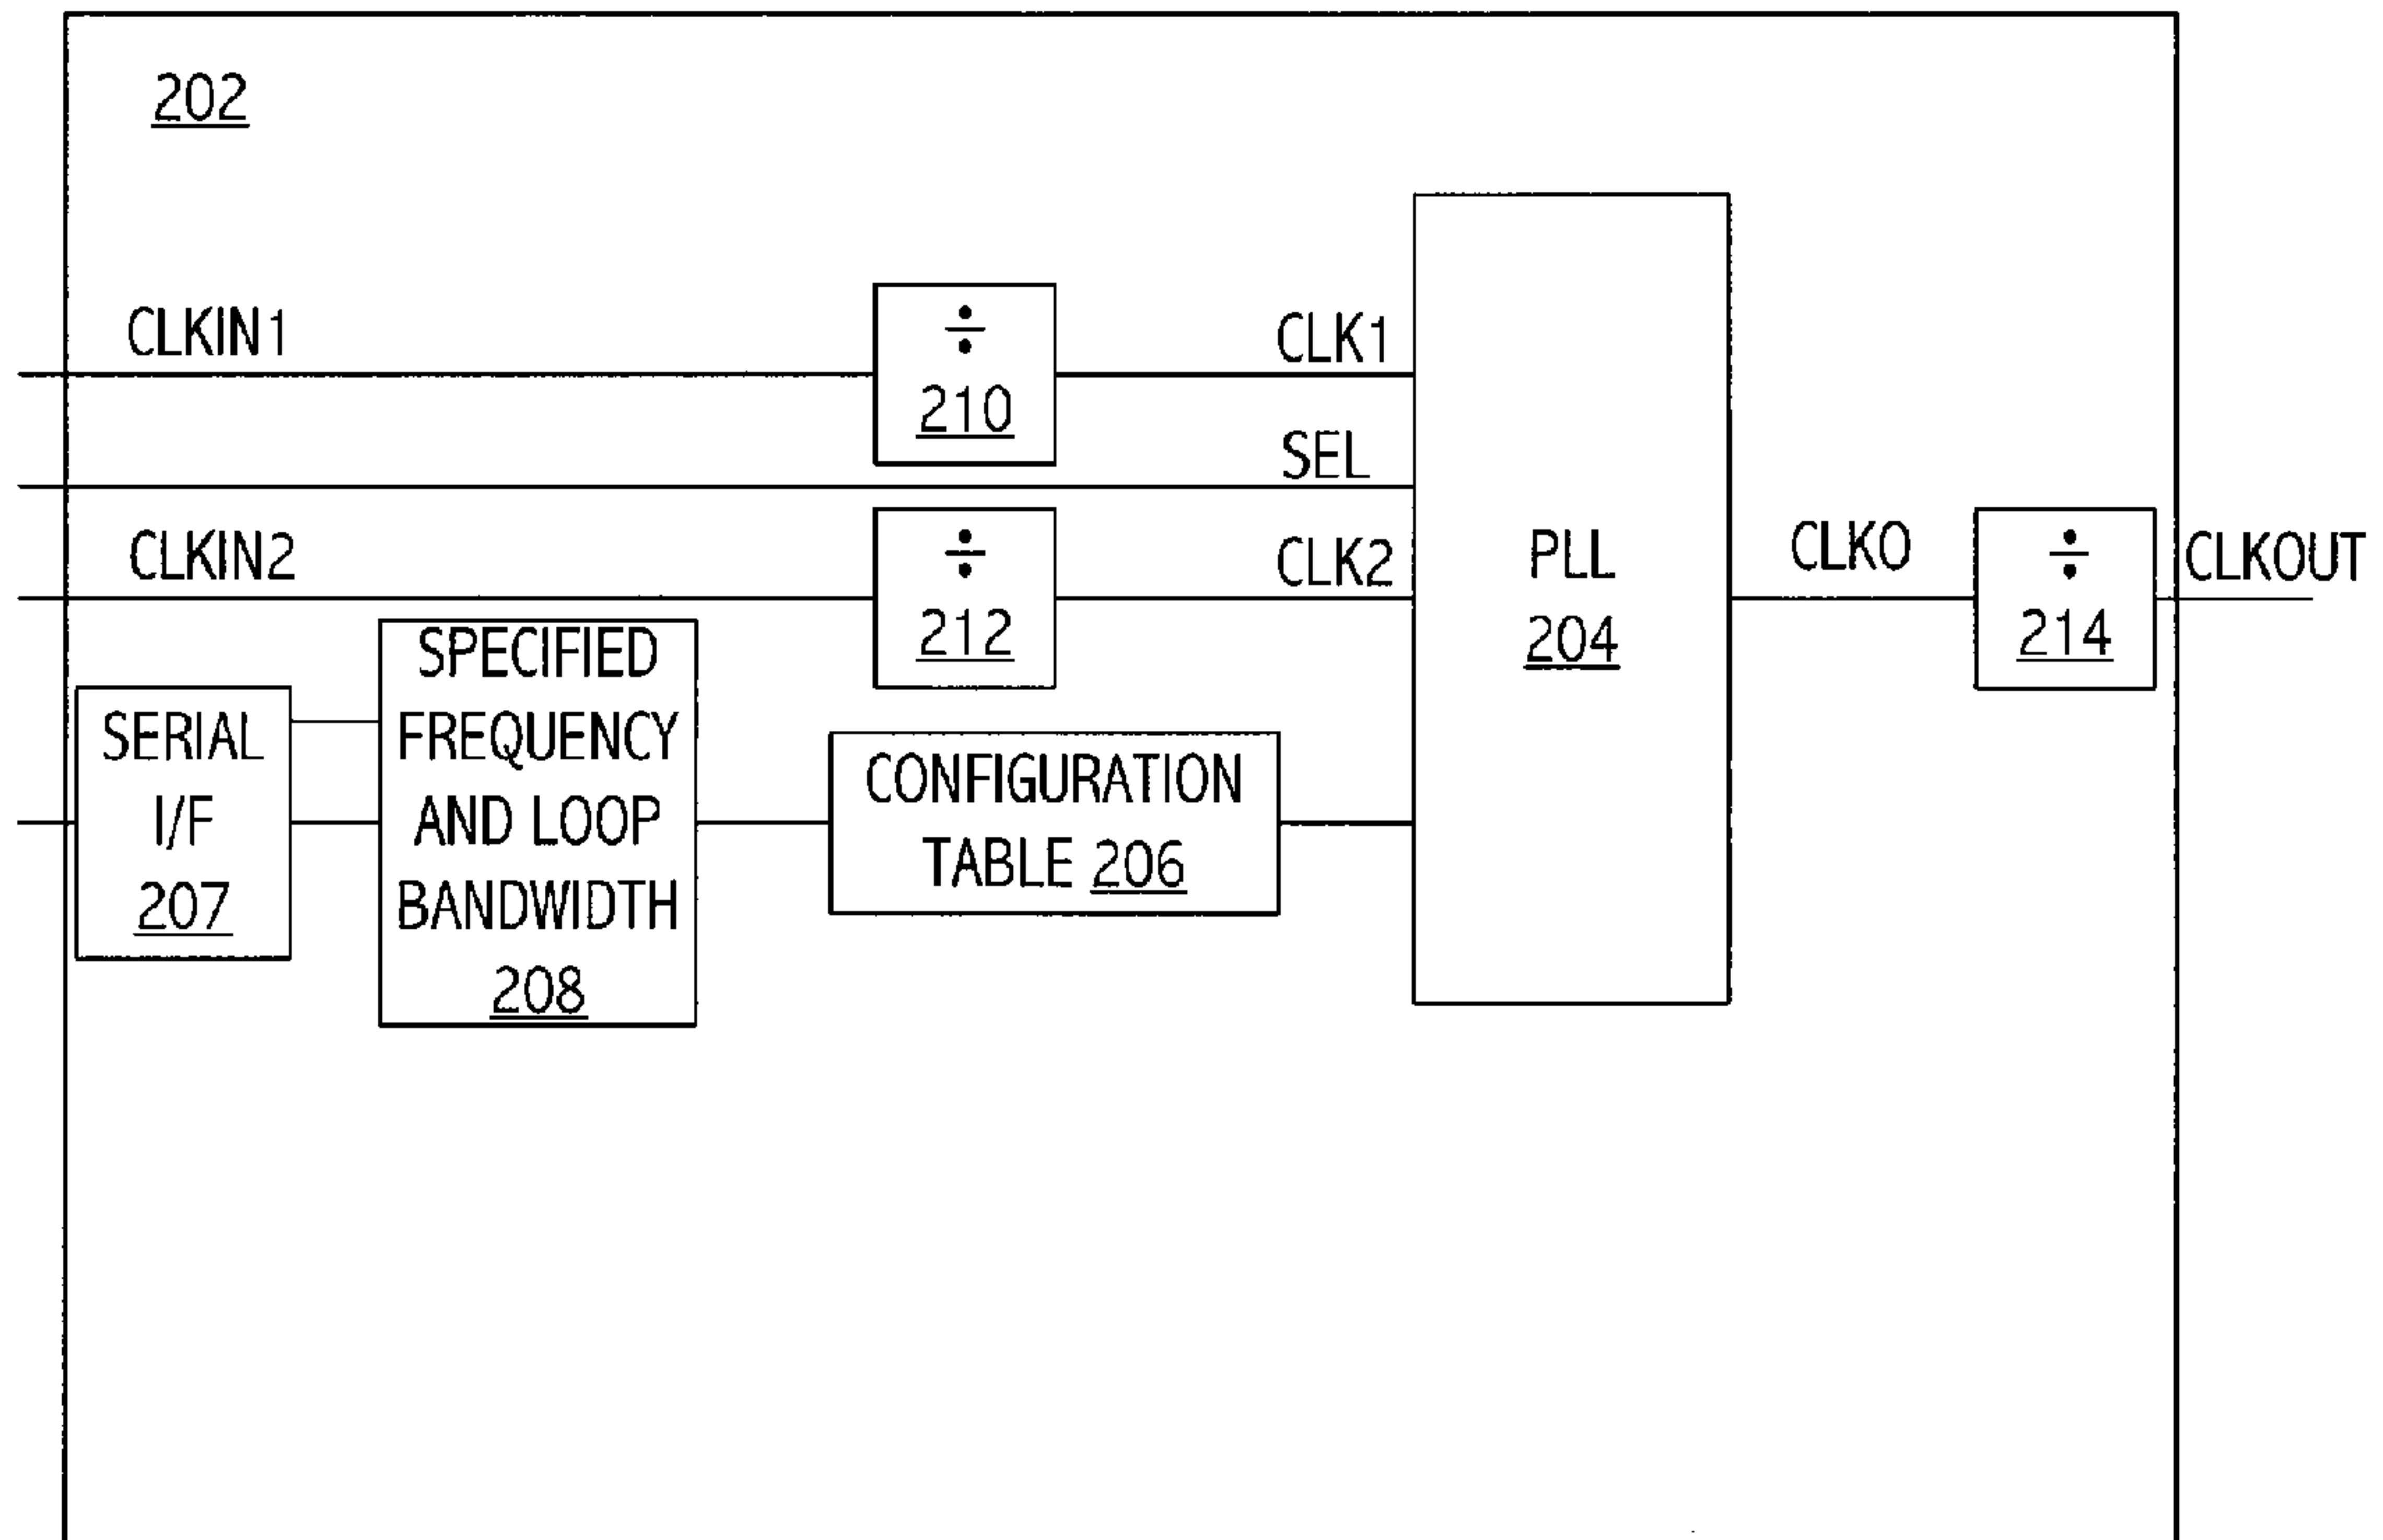 202
CLKIN1
÷
210
CLK1
SEL
CLKIN2
÷
212
CLK2
PLL
204
CLKO
÷
214
CLKOUT
SERIAL
I/F
207
SPECIFIED
FREQUENCY
AND LOOP
BANDWIDTH
208
CONFIGURATION
TABLE 206